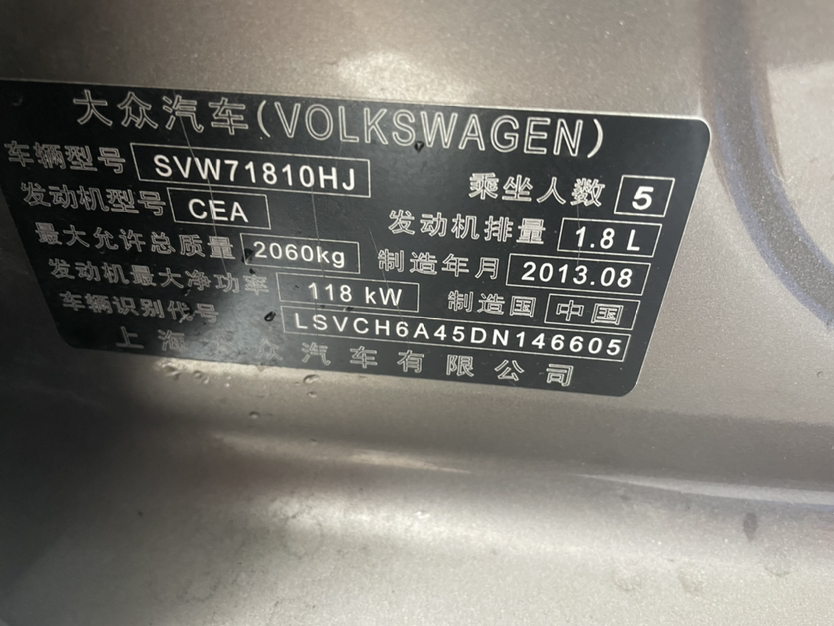 大众汽车(VOLKSWAGEN)
车辆型号 SVW71810HJ 乘坐人数 5
发动机型号 CEA 发动机排量 1.8 L
最大允许总质量 2060kg 制造年月 2013.08
发动机最大净功率 118 kW 制造国 中国
车辆识别代号 LSVCH6A45DN146605
上海大众汽车有限公司